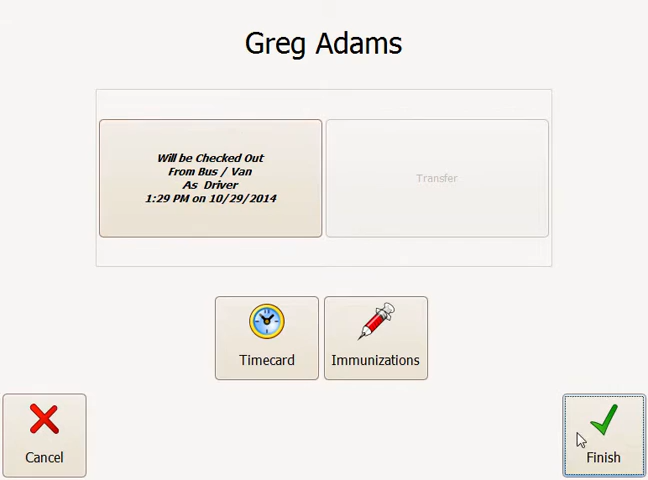 Greg Adams
Will be Checked Out
From Bus / Van
As Driver
1:29 PM on 10/29/2014
Transfer
Timecard
Immunizations
Cancel
Finish